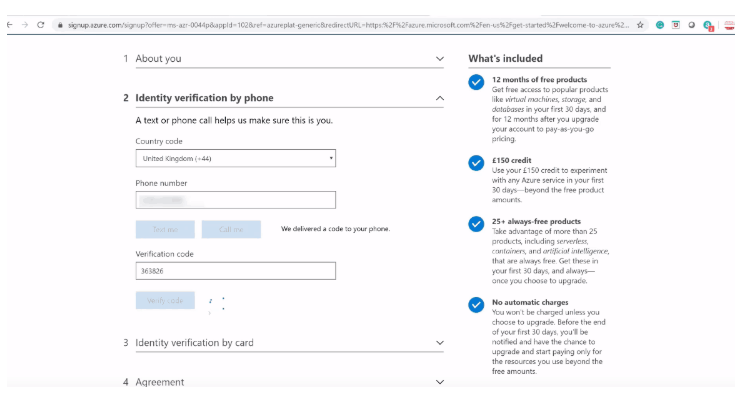 signup.azure.com/signup?offer=ms-azr-0044p&appId=102&ref=azureplat-generic&redirectURL=https:%2F%2Fazure.microsoft.com%2Fen-us%2Fget-started%2Fwelcome-to-azure%2...
1 About you
2 Identity verification by phone
A text or phone call helps us make sure this is you.
Country code
United Kingdom (+44)
Phone number
Text me
Call me
We delivered a code to your phone.
Verification code
363826
Verify code
3 Identity verification by card
4 Agreement
What's included
12 months of free products
Get free access to popular products
like virtual machines, storage, and
databases in your first 30 days, and
for 12 months after you upgrade
your account to pay-as-you-go
pricing.
£150 credit
Use your £150 credit to experiment
with any Azure service in your first
30 days—beyond the free product
amounts.
25+ always-free products
Take advantage of more than 25
products, including serverless,
containers, and artificial intelligence,
that are always free. Get these in
your first 30 days, and always—
once you choose to upgrade.
No automatic charges
You won't be charged unless you
choose to upgrade. Before the end
of your first 30 days, you'll be
notified and have the chance to
upgrade and start paying only for
the resources you use beyond the
free amounts.